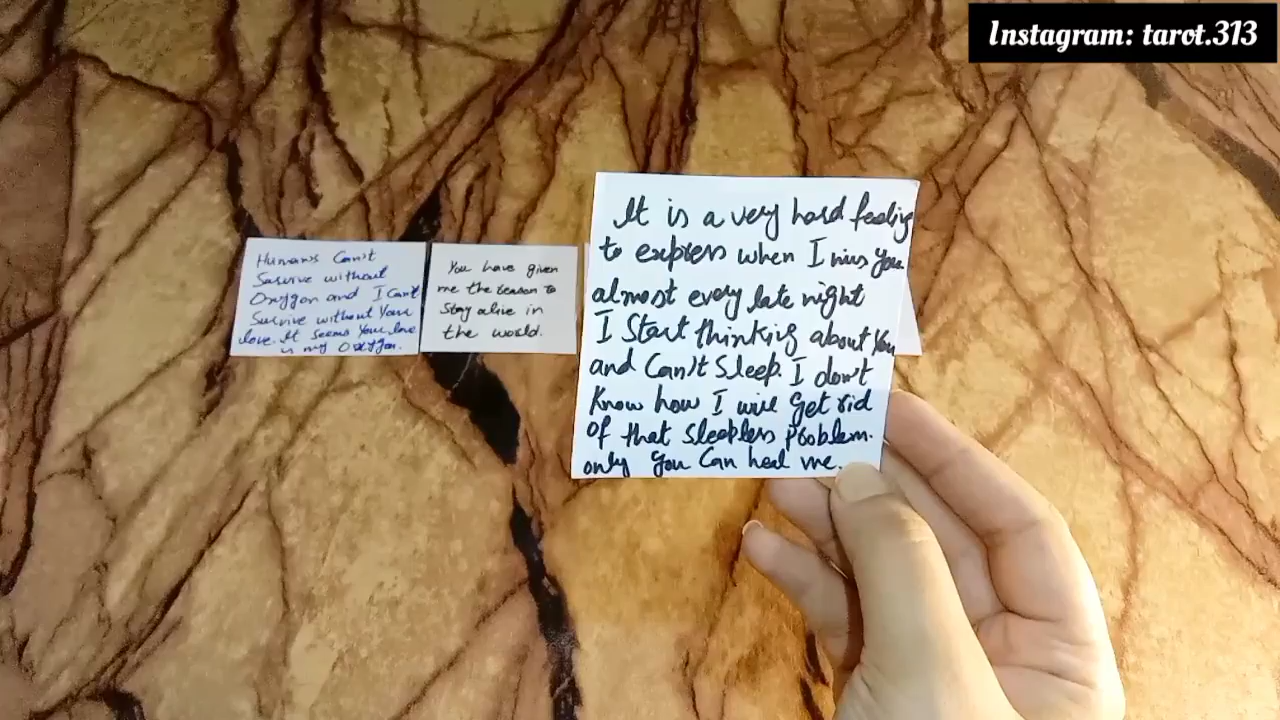 Instagram: tarot.313
Humans Can't
Survive without
Oxygen and I Can't
Survive without Your
love. It seems Your love
is my Oxygen.
You have given
me the reason to
Stay alive in
the world.
It is a very hard feeling
to express when I miss You.
almost every late night
I Start thinking about You
and Can't Sleep. I don't
Know how I will get rid
of that Sleepless problem.
only You Can heal me.